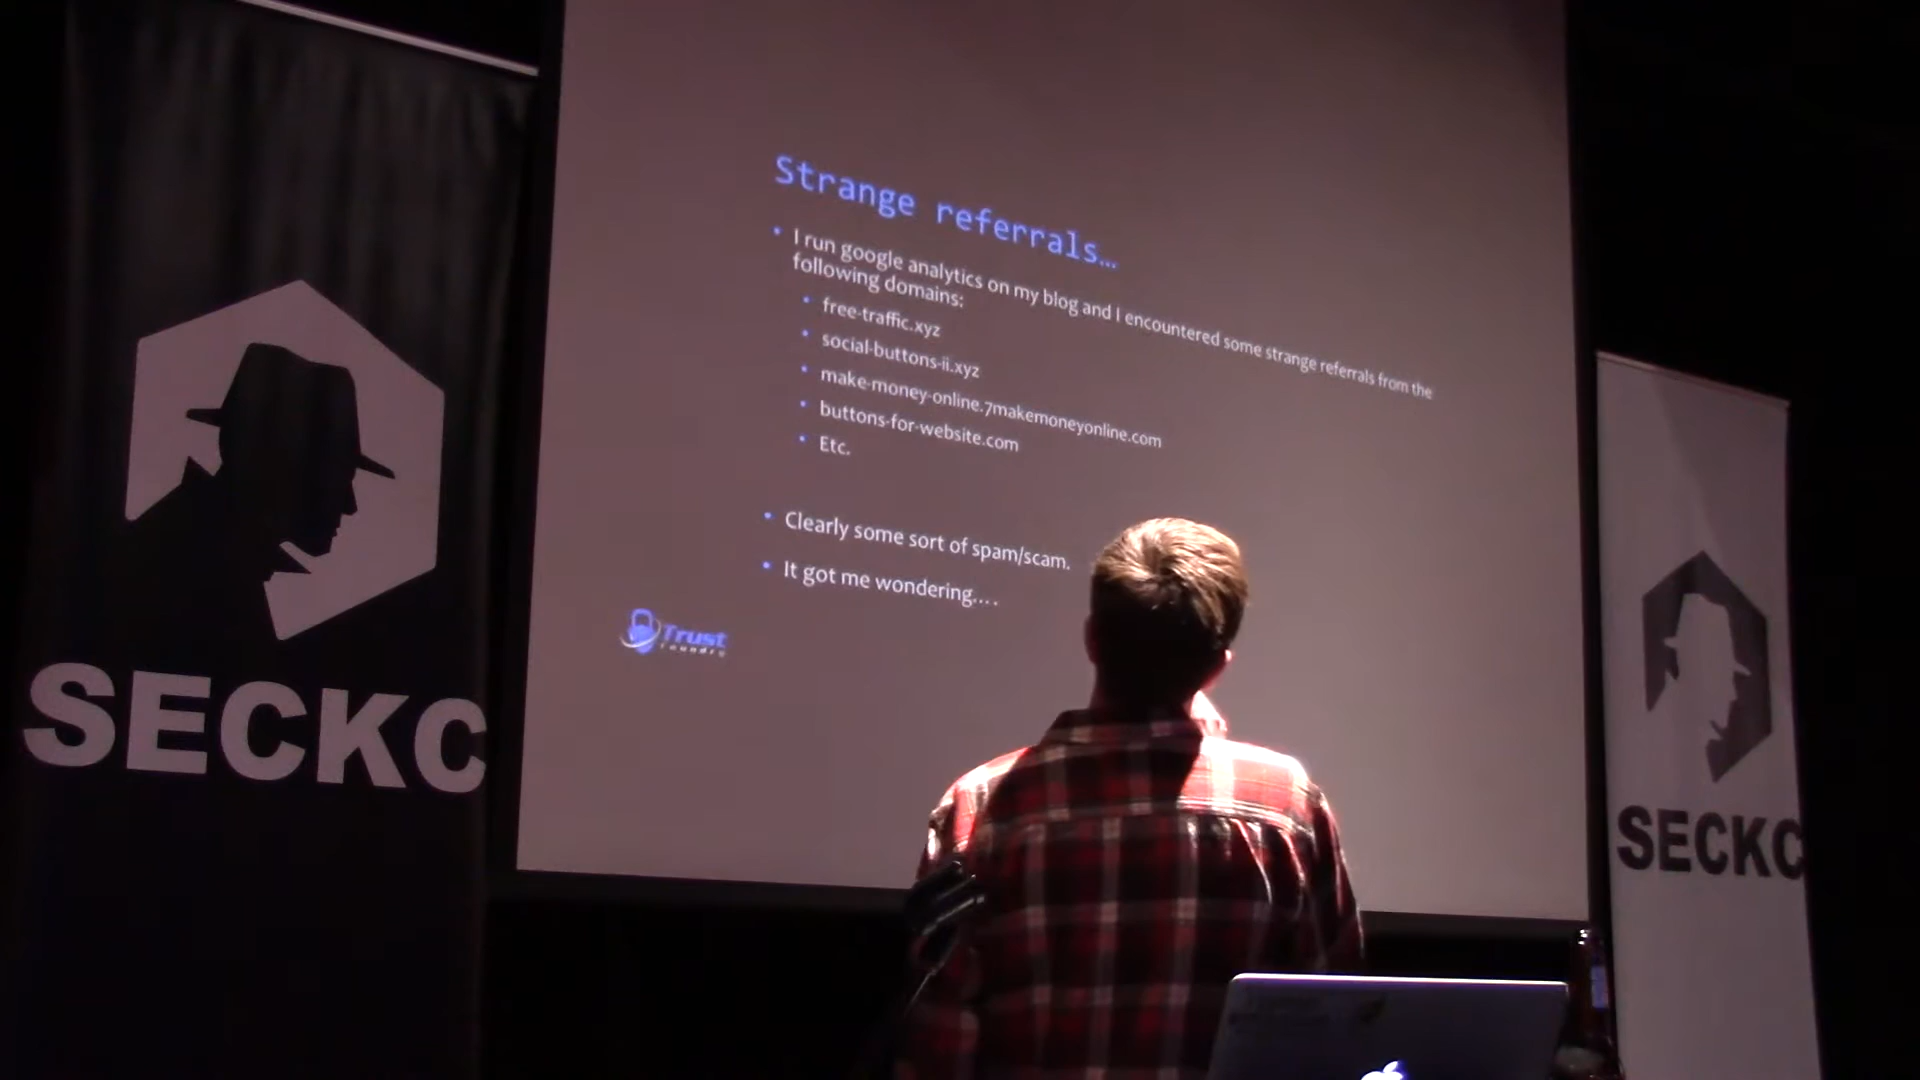 Strange referrals…
• I run google analytics on my blog and I encountered some strange referrals from the
following domains:
• free-traffic.xyz
• social-buttons-ii.xyz
• make-money-online.7makemoneyonline.com
• buttons-for-website.com
• Etc.
• Clearly some sort of spam/scam.
• It got me wondering….
Trust
Foundry
SECKC
SECKC